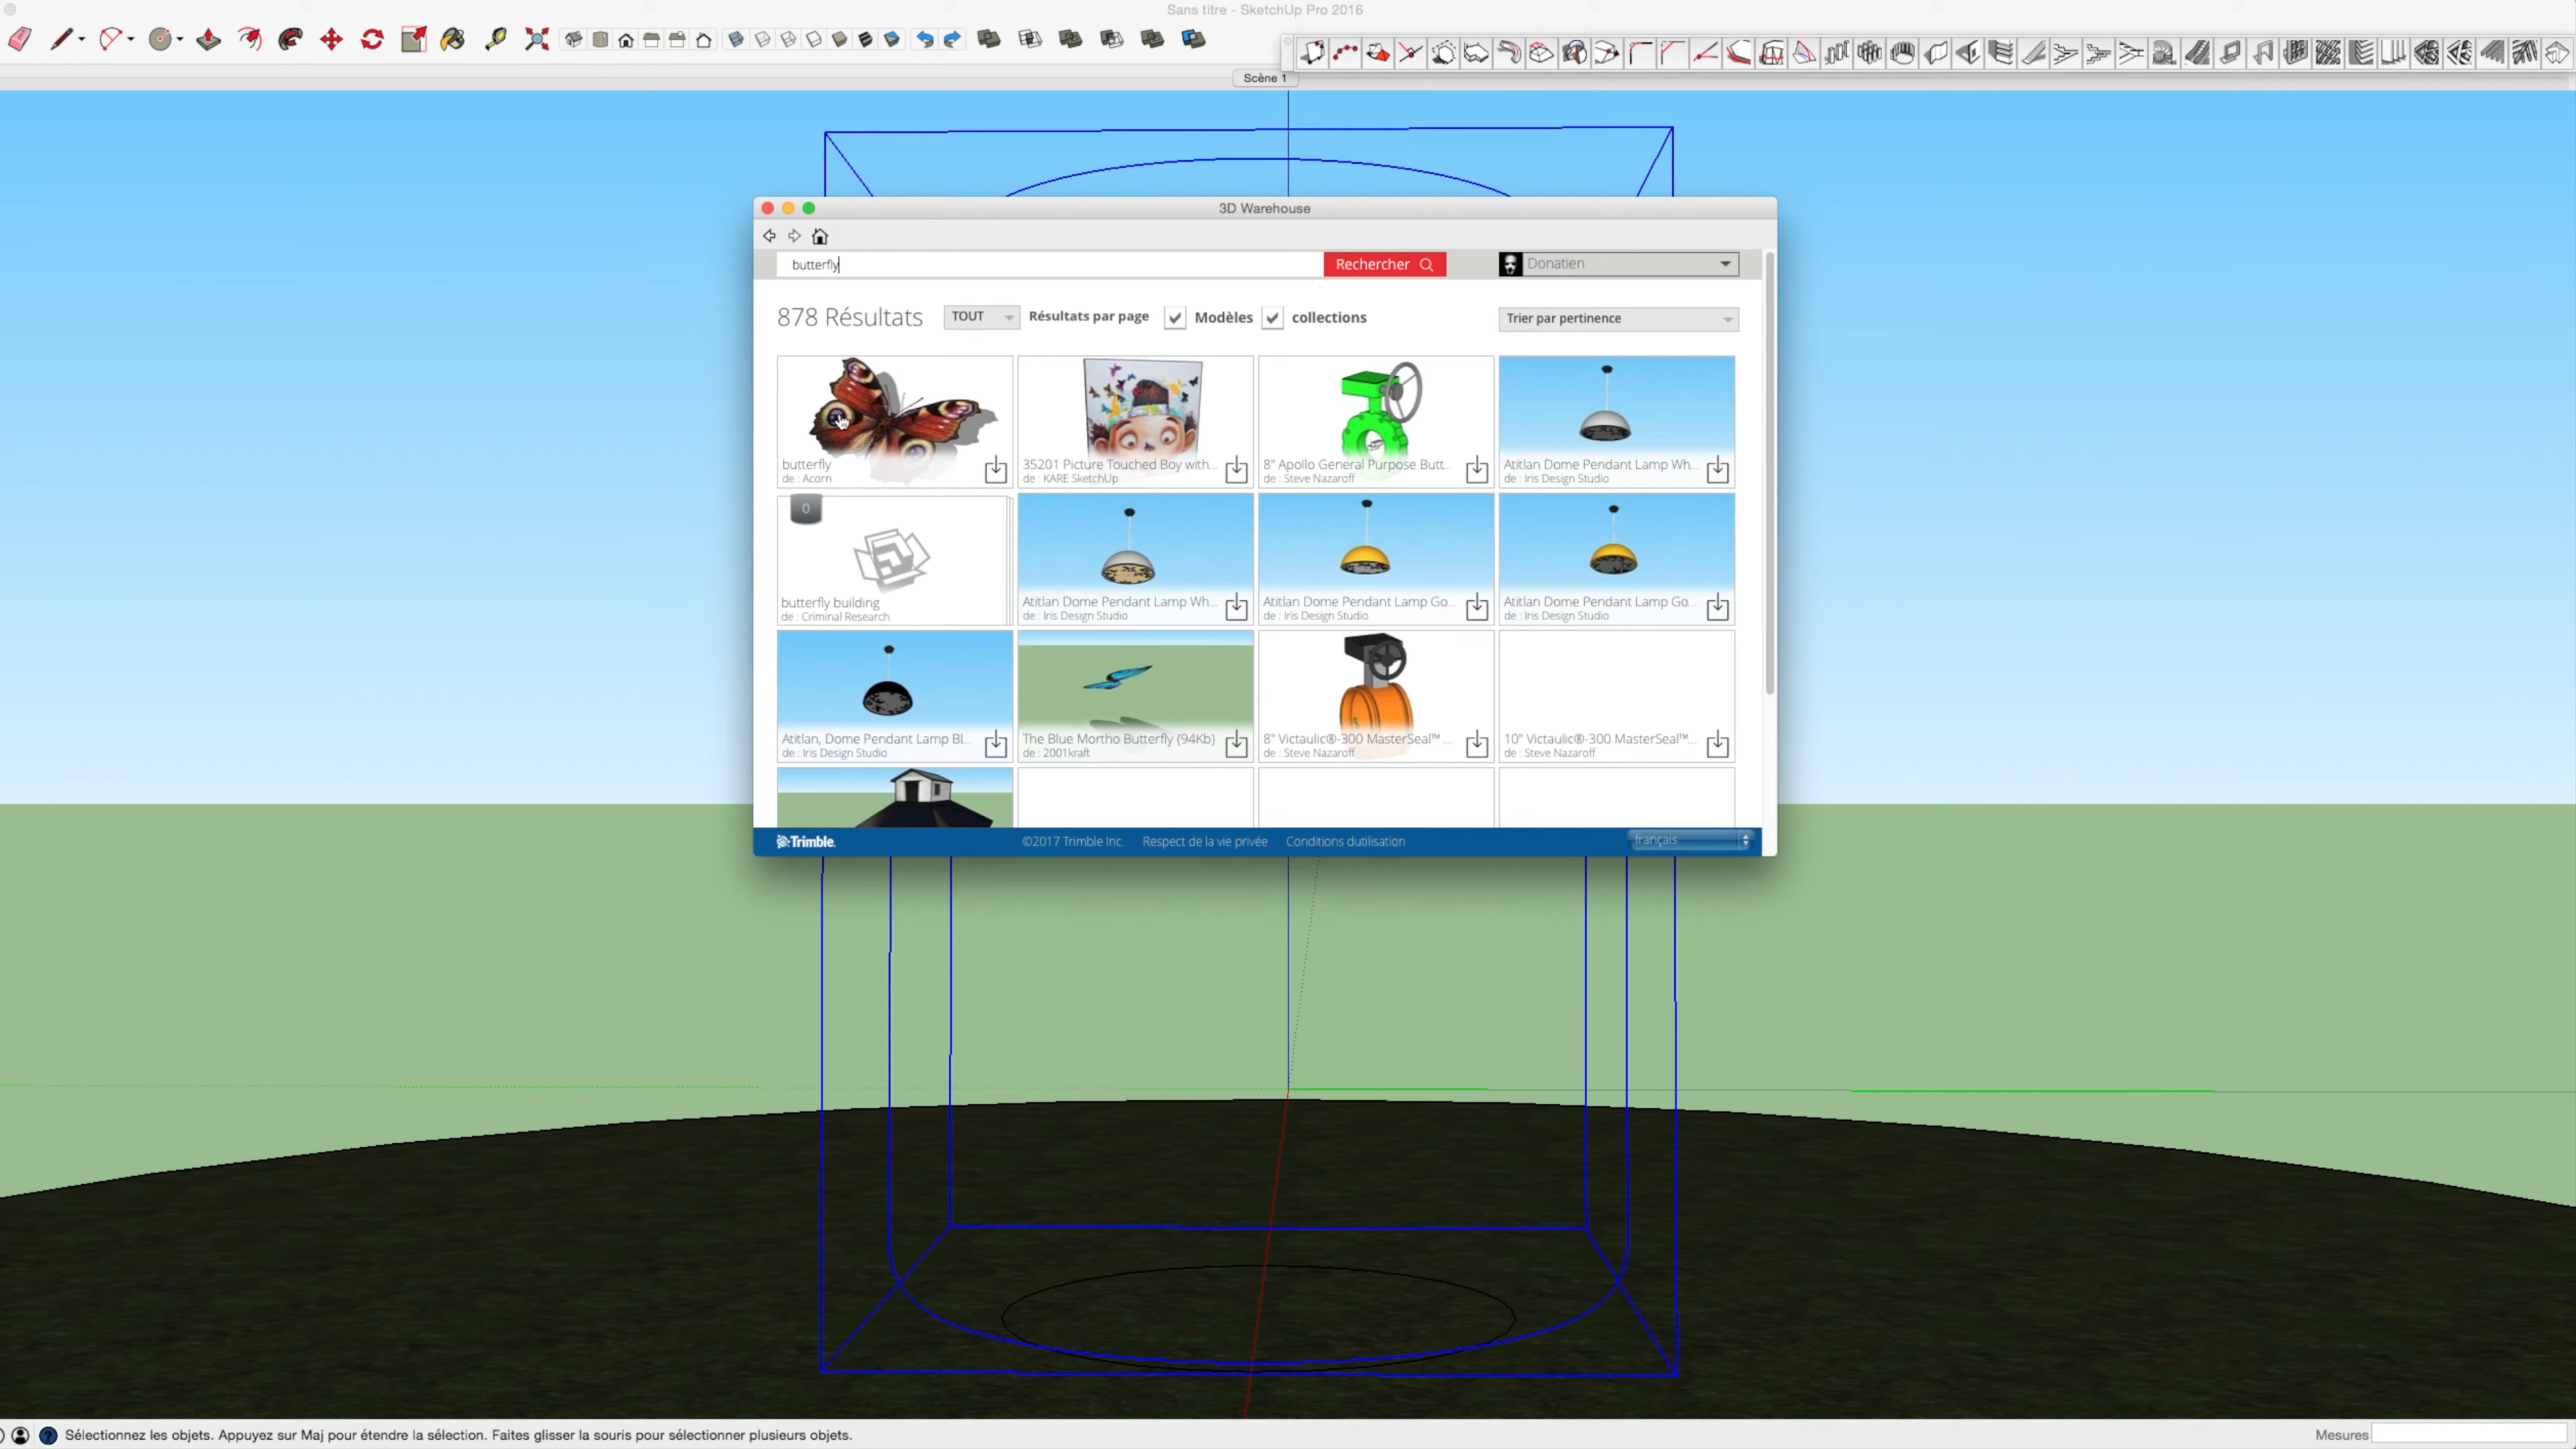 Sans titre - SketchUp Pro 2016
Scène 1
3D Warehouse
butterfly
Rechercher
Donatien
878 Résultats
TOUT
Résultats par page
Modèles
collections
Trier par pertinence
butterfly
de : Acorn
35201 Picture Touched Boy with...
de : KARE SketchUp
8" Apollo General Purpose Butt...
de : Steve Nazaroff
Atitlan Dome Pendant Lamp Wh...
de : Iris Design Studio
0
butterfly building
de : Criminal Research
Atitlan Dome Pendant Lamp Wh...
de : Iris Design Studio
Atitlan Dome Pendant Lamp Go...
de : Iris Design Studio
Atitlan Dome Pendant Lamp Go...
de : Iris Design Studio
Atitlan, Dome Pendant Lamp Bl...
de : Iris Design Studio
The Blue Mortho Butterfly {94Kb}
de : 2001kraft
8" Victaulic®-300 MasterSeal™ ...
de : Steve Nazaroff
10" Victaulic®-300 MasterSeal™...
de : Steve Nazaroff
Trimble.
©2017 Trimble Inc.
Respect de la vie privée
Conditions dutilisation
français
Sélectionnez les objets. Appuyez sur Maj pour étendre la sélection. Faites glisser la souris pour sélectionner plusieurs objets.
Mesures